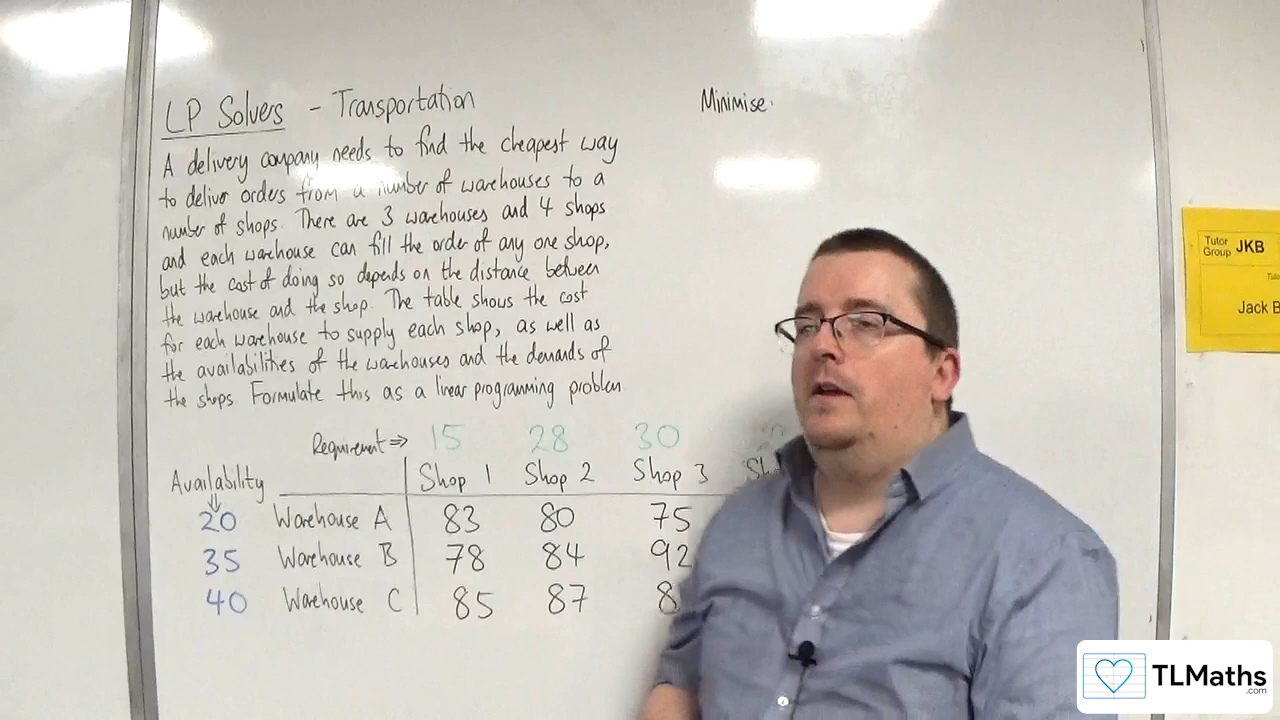 LP Solvers - Transportation
A delivery company needs to find the cheapest way
to deliver orders from a number of warehouses to a
number of shops. There are 3 warehouses and 4 shops
and each warehouse can fill the order of any one shop,
but the cost of doing so depends on the distance between
the warehouse and the shop. The table shows the cost
for each warehouse to supply each shop, as well as
the availabilities of the warehouses and the demands of
the shops. Formulate this as a linear programming problem
Minimise:
Requirement ⇒ 15 28 30
Availability Shop 1 Shop 2 Shop 3
20 Warehouse A 83 80 75
35 Warehouse B 78 84 92
40 Warehouse C 85 87
Tutor Group JKB
Jack B
TLMaths
TLMaths.com